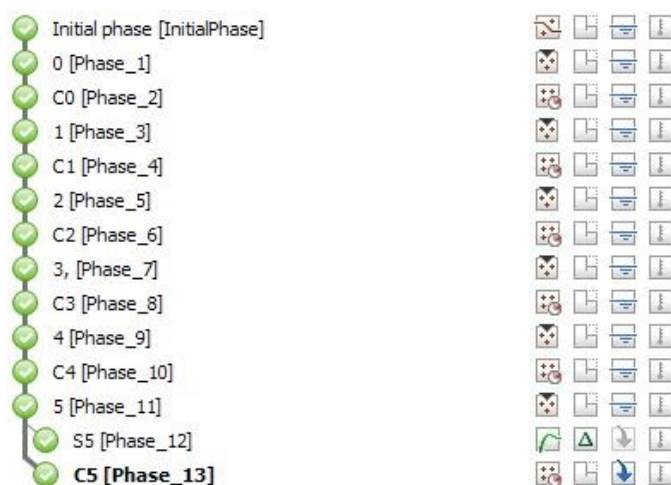 Initial phase [InitialPhase]
0 [Phase_1]
C0 [Phase_2]
1 [Phase_3]
C1 [Phase_4]
2 [Phase_5]
C2 [Phase_6]
3, [Phase_7]
C3 [Phase_8]
4 [Phase_9]
C4 [Phase_10]
5 [Phase_11]
S5 [Phase_12]
C5 [Phase_13]